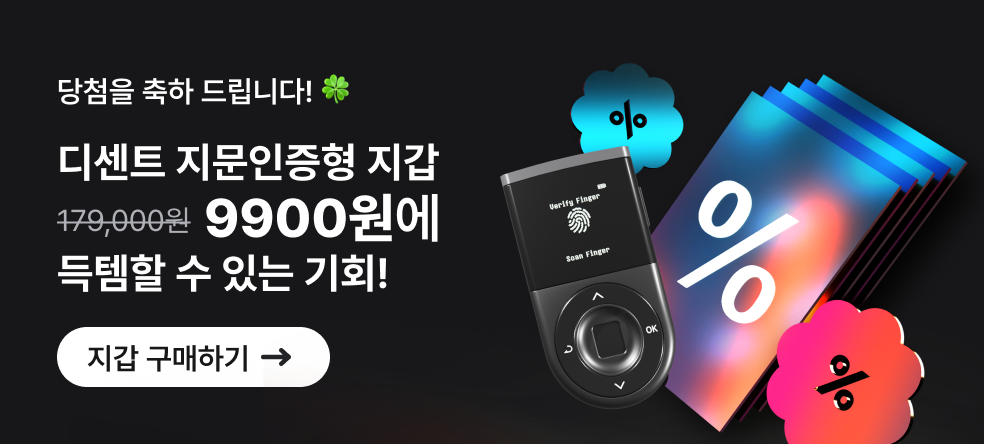 당첨을 축하 드립니다! 🍀
디센트 지문인증형 지갑
179,000원 9900원에
득템할 수 있는 기회!
지갑 구매하기 →
%
Verify Finger
Scan Finger
OK
%
%